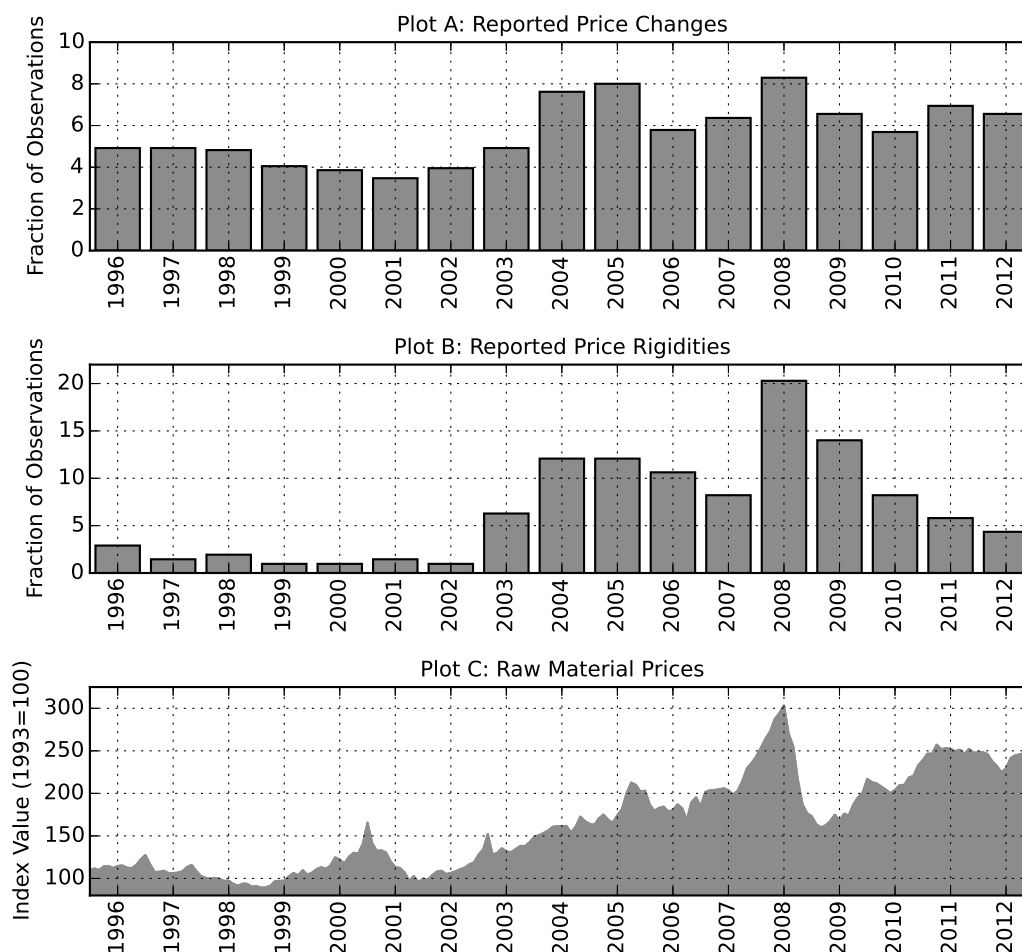 Plot A: Reported Price Changes
Fraction of Observations
10
8
6
4
2
0
1996 1997 1998 1999 2000 2001 2002 2003 2004 2005 2006 2007 2008 2009 2010 2011 2012
Plot B: Reported Price Rigidities
Fraction of Observations
20
15
10
5
0
1996 1997 1998 1999 2000 2001 2002 2003 2004 2005 2006 2007 2008 2009 2010 2011 2012
Plot C: Raw Material Prices
Index Value (1993=100)
300
250
200
150
100
1996 1997 1998 1999 2000 2001 2002 2003 2004 2005 2006 2007 2008 2009 2010 2011 2012